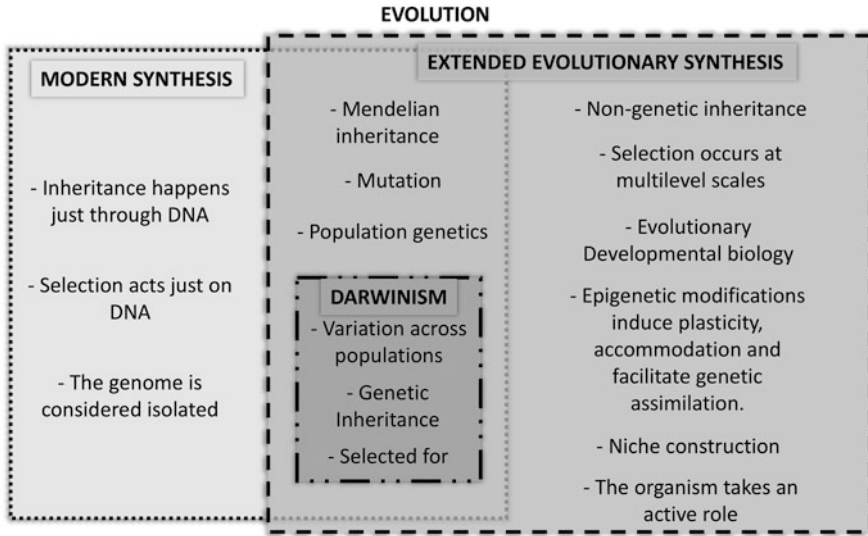 EVOLUTION
MODERN SYNTHESIS
- Inheritance happens
just through DNA
- Selection acts just on
DNA
- The genome is
considered isolated
- Mendelian
inheritance
- Mutation
- Population genetics
DARWINISM
- Variation across
populations
- Genetic
Inheritance
- Selected for
EXTENDED EVOLUTIONARY SYNTHESIS
- Non-genetic inheritance
- Selection occurs at
multilevel scales
- Evolutionary
Developmental biology
- Epigenetic modifications
induce plasticity,
accommodation and
facilitate genetic
assimilation.
- Niche construction
- The organism takes an
active role